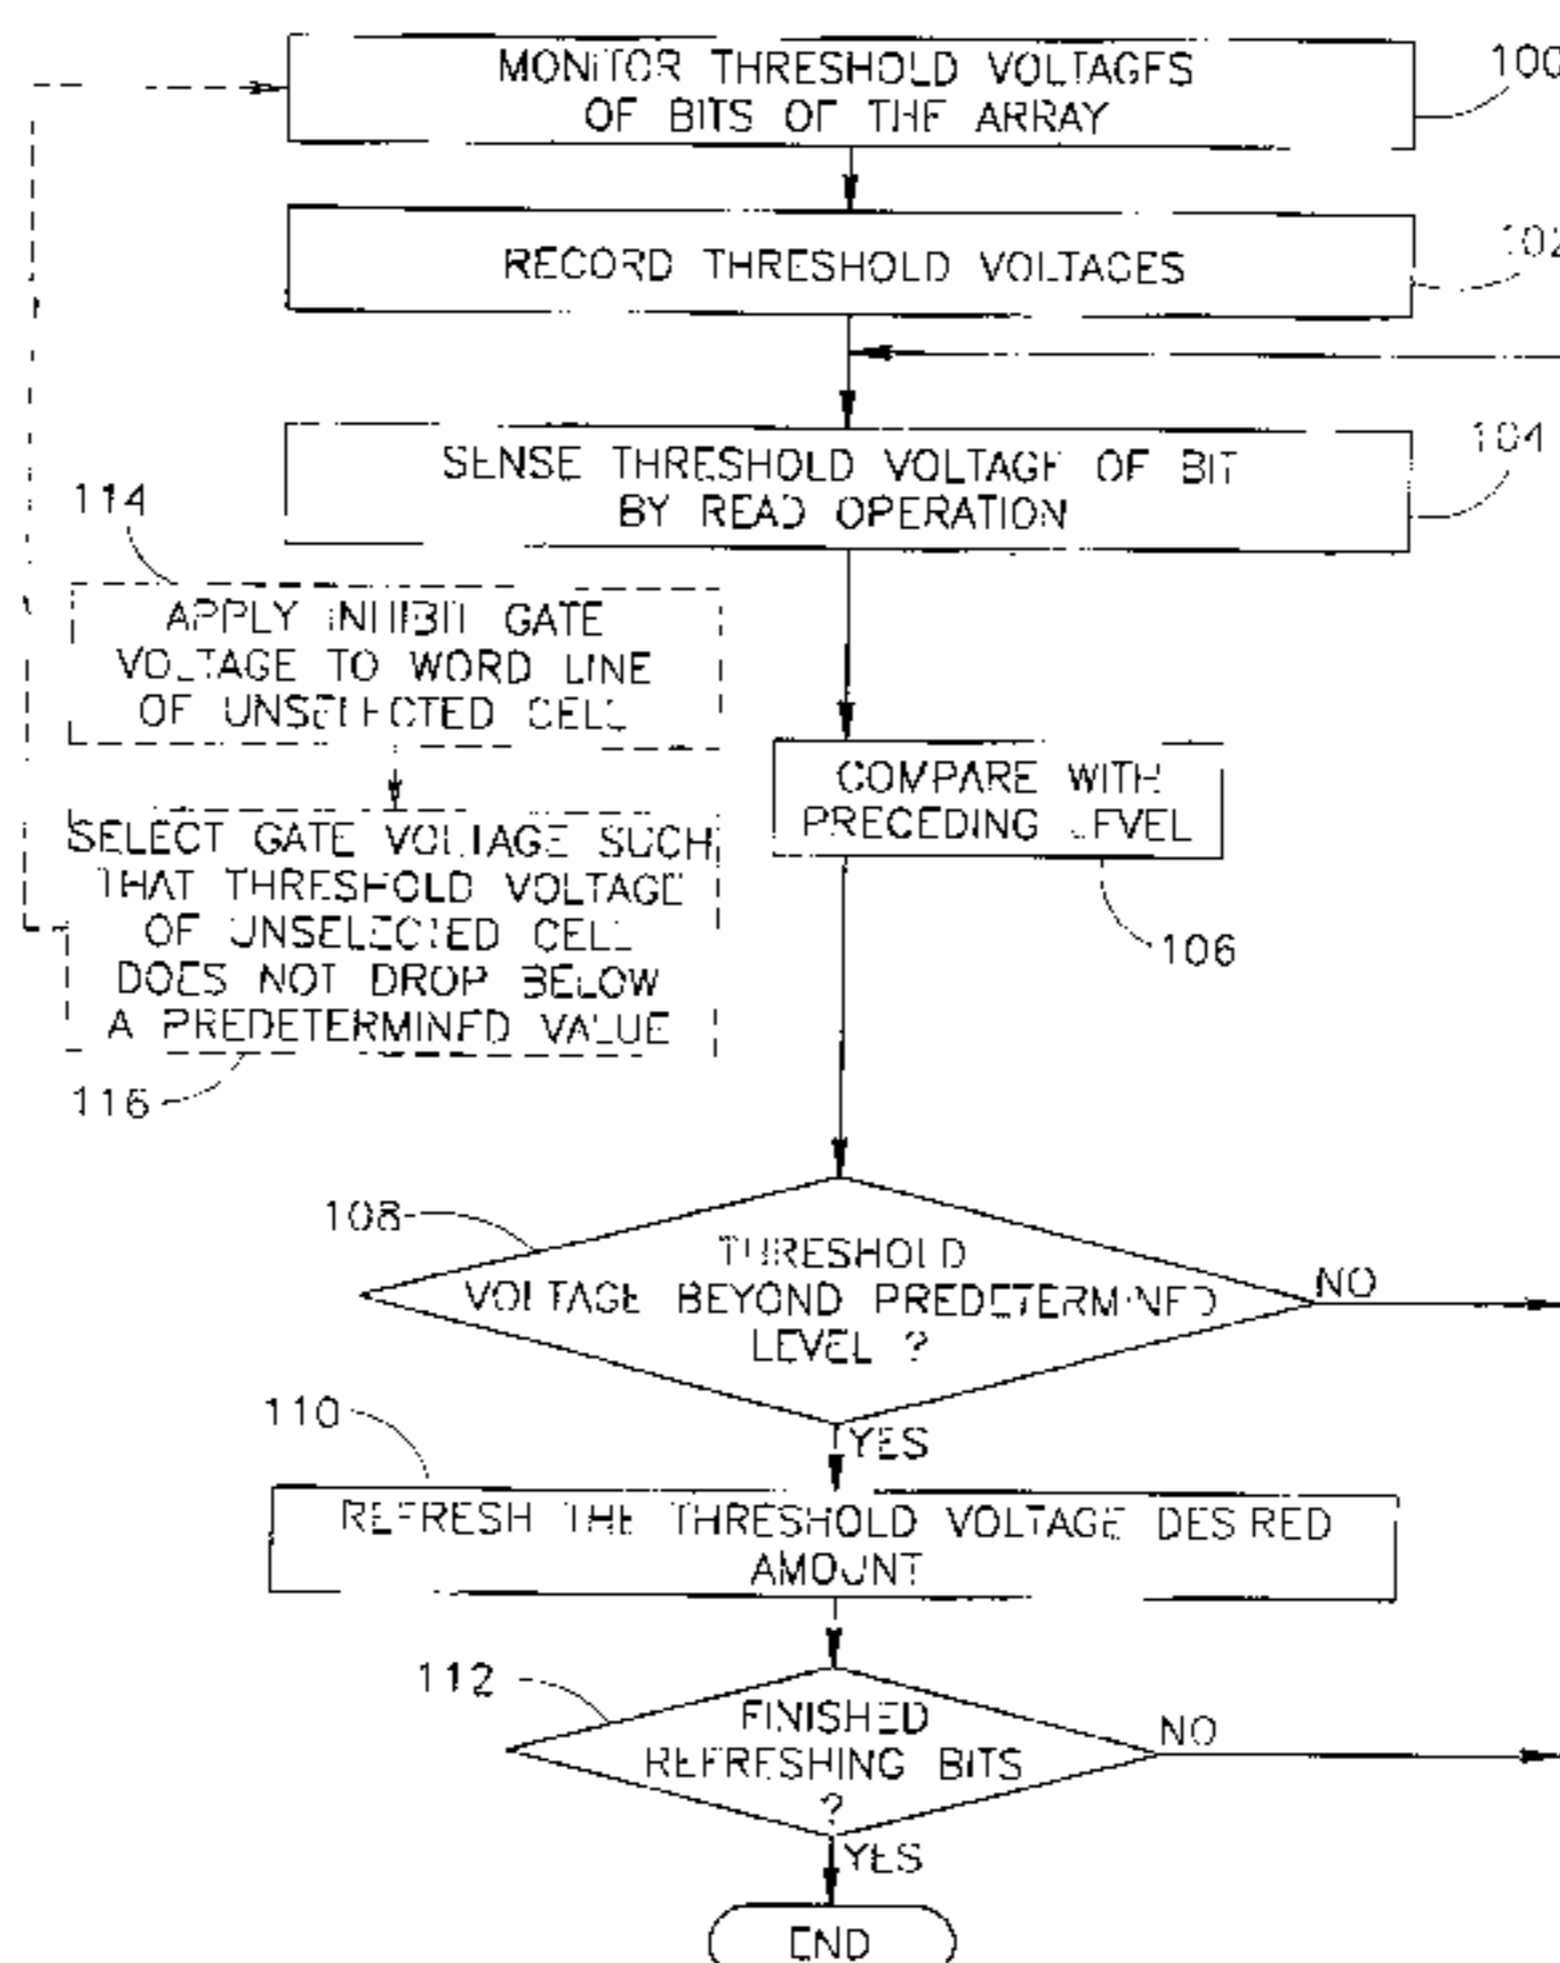 MONITOR THRESHOLD VOLTAGES
OF BITS OF THE ARRAY
100
RECORD THRESHOLD VOLTAGES
102
SENSE THRESHOLD VOLTAGE OF BIT
BY READ OPERATION
104
114
APPLY INHIBIT GATE
VOLTAGE TO WORD LINE
OF UNSELECTED CELL
COMPARE WITH
PRECEDING LEVEL
106
SELECT GATE VOLTAGE SUCH
THAT THRESHOLD VOLTAGE
OF UNSELECTED CELL
DOES NOT DROP BELOW
A PREDETERMINED VALUE
116
108
THRESHOLD
VOLTAGE BEYOND PREDETERMINED
LEVEL ?
NO
YES
110
REFRESH THE THRESHOLD VOLTAGE DESIRED
AMOUNT
112
FINISHED
REFRESHING BITS
?
NO
YES
END